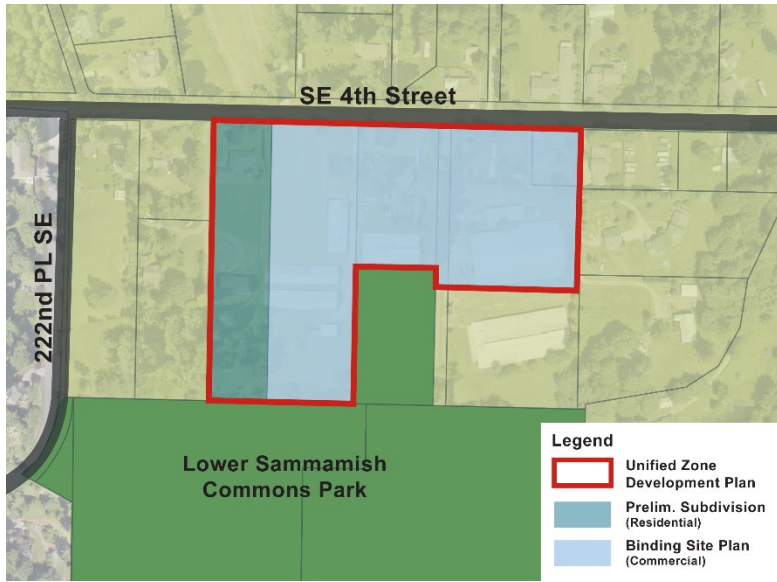 SE 4th Street
222nd PL SE
Lower Sammamish
Commons Park
Legend
Unified Zone
Development Plan
Prelim. Subdivision
(Residential)
Binding Site Plan
(Commercial)